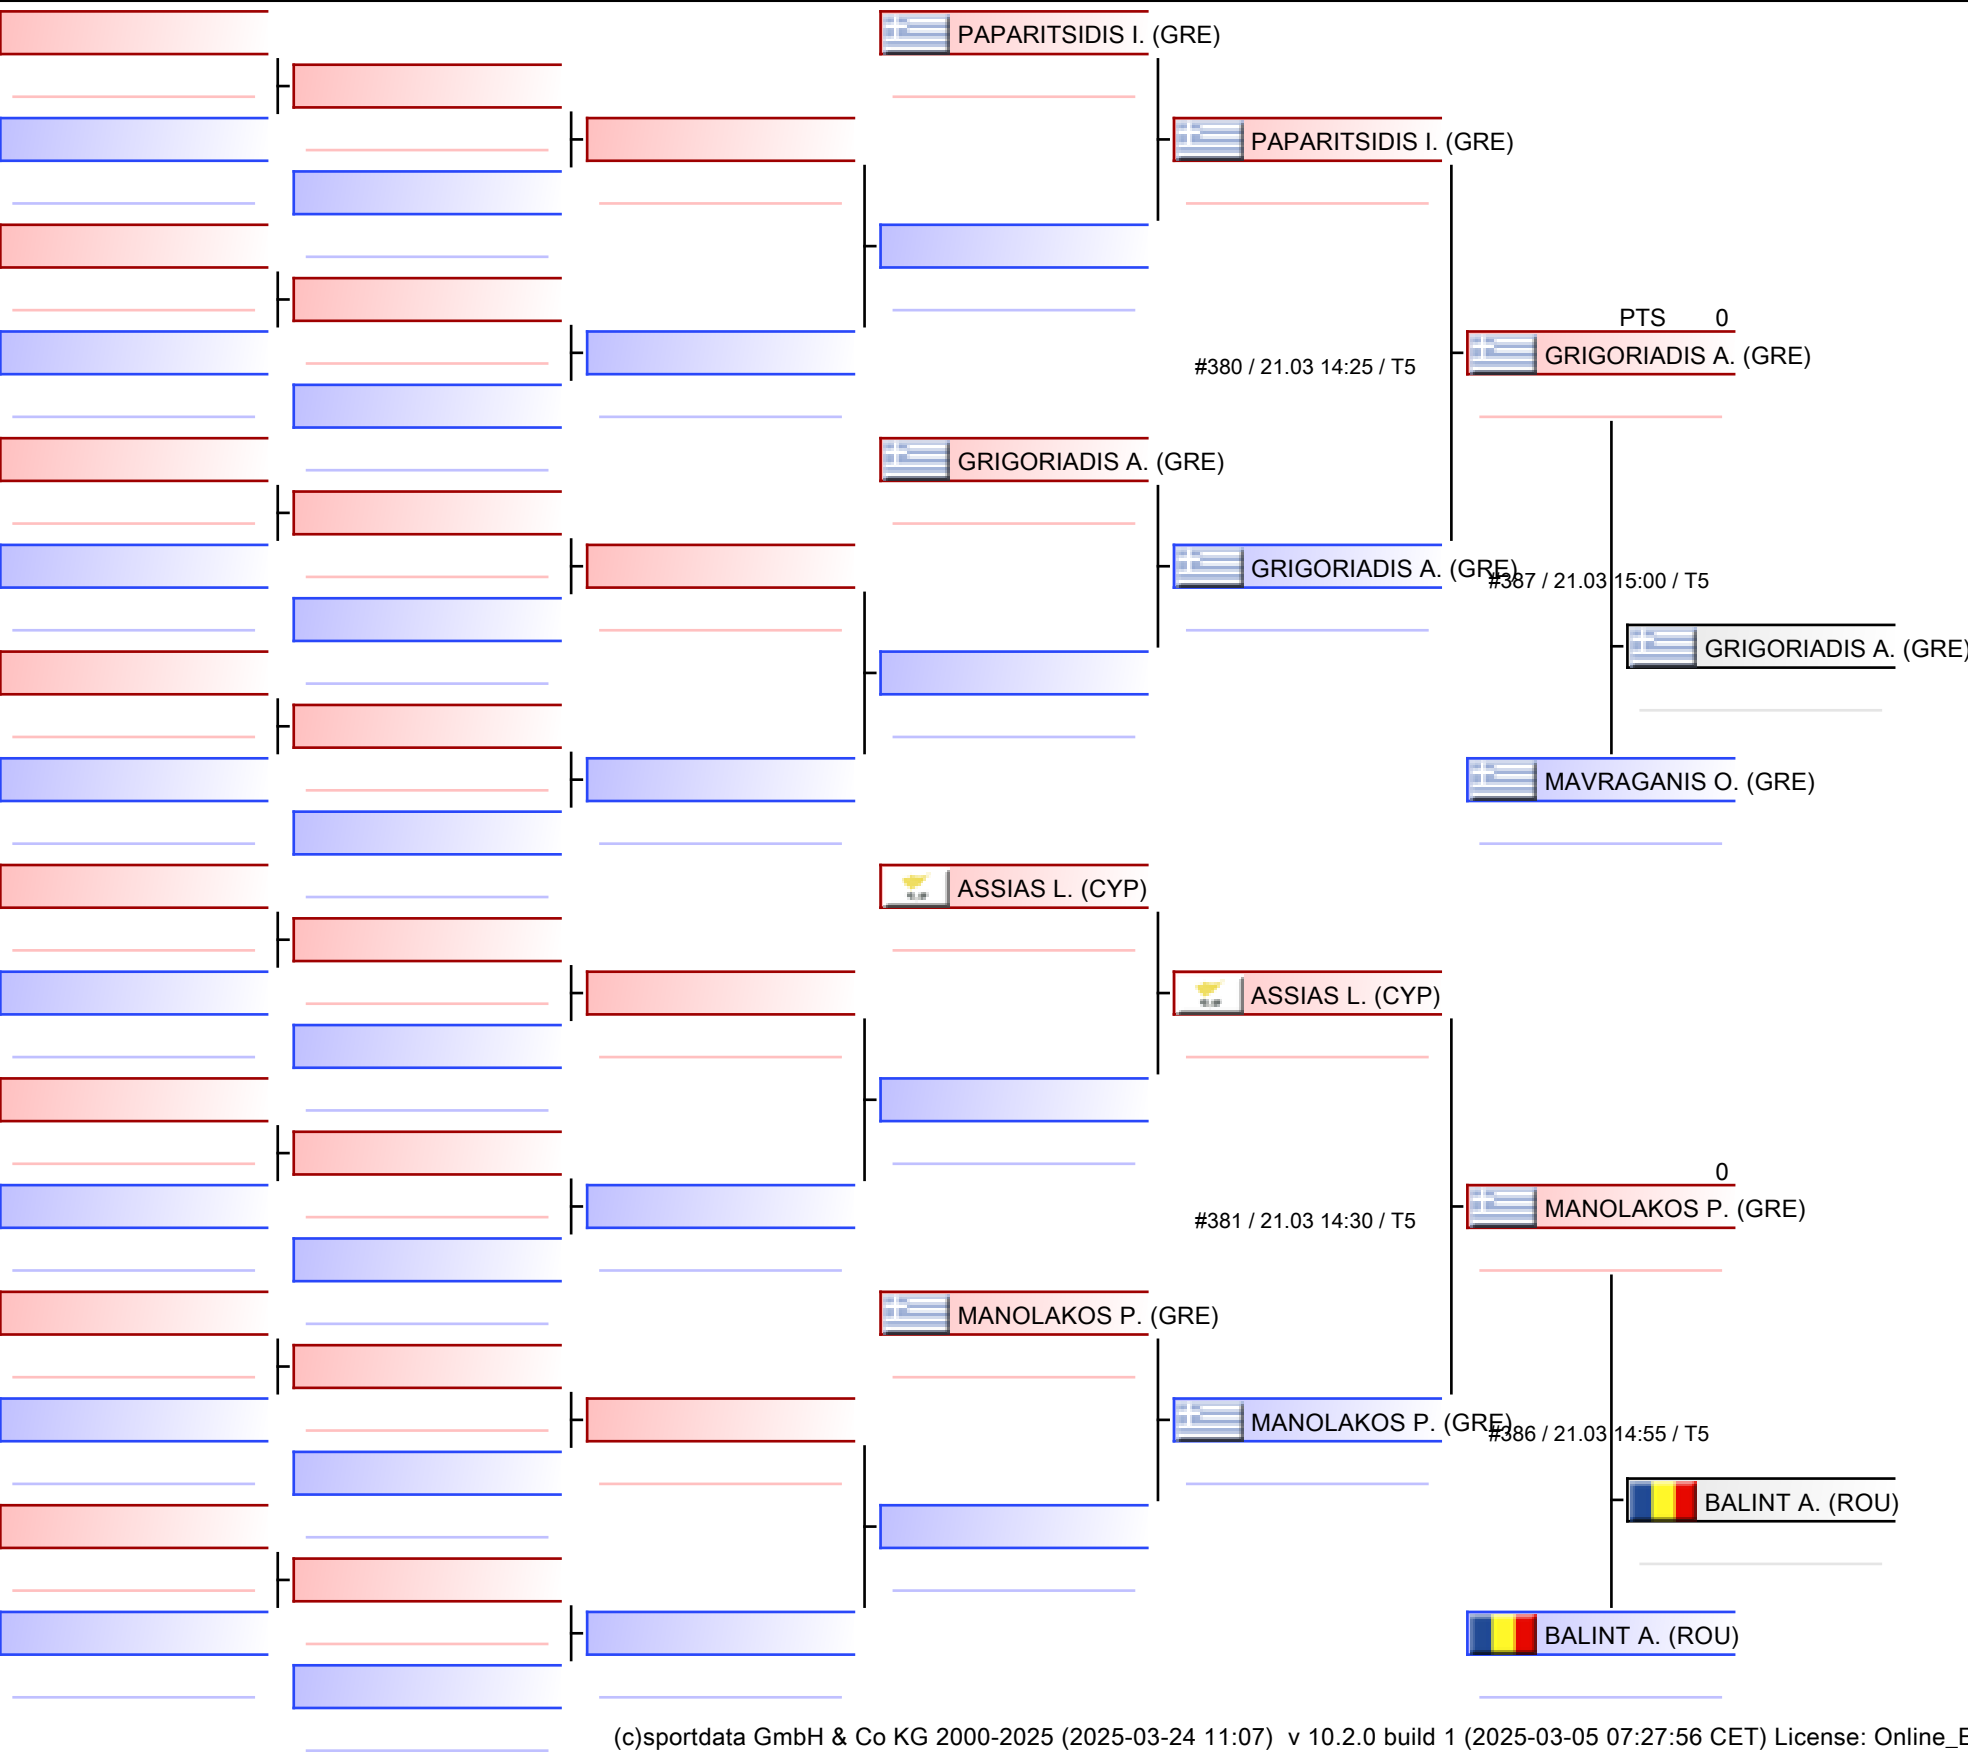 PAPARITSIDIS I. (GRE)
PAPARITSIDIS I. (GRE)
PTS 0
GRIGORIADIS A. (GRE)
#380 / 21.03 14:25 / T5
GRIGORIADIS A. (GRE)
GRIGORIADIS A. (GRE)
#387 / 21.03 15:00 / T5
GRIGORIADIS A. (GRE)
MAVRAGANIS O. (GRE)
ASSIAS L. (CYP)
ASSIAS L. (CYP)
0
MANOLAKOS P. (GRE)
#381 / 21.03 14:30 / T5
MANOLAKOS P. (GRE)
MANOLAKOS P. (GRE)
#386 / 21.03 14:55 / T5
BALINT A. (ROU)
BALINT A. (ROU)
(c)sportdata GmbH & Co KG 2000-2025 (2025-03-24 11:07) v 10.2.0 build 1 (2025-03-05 07:27:56 CET) License: Online_E